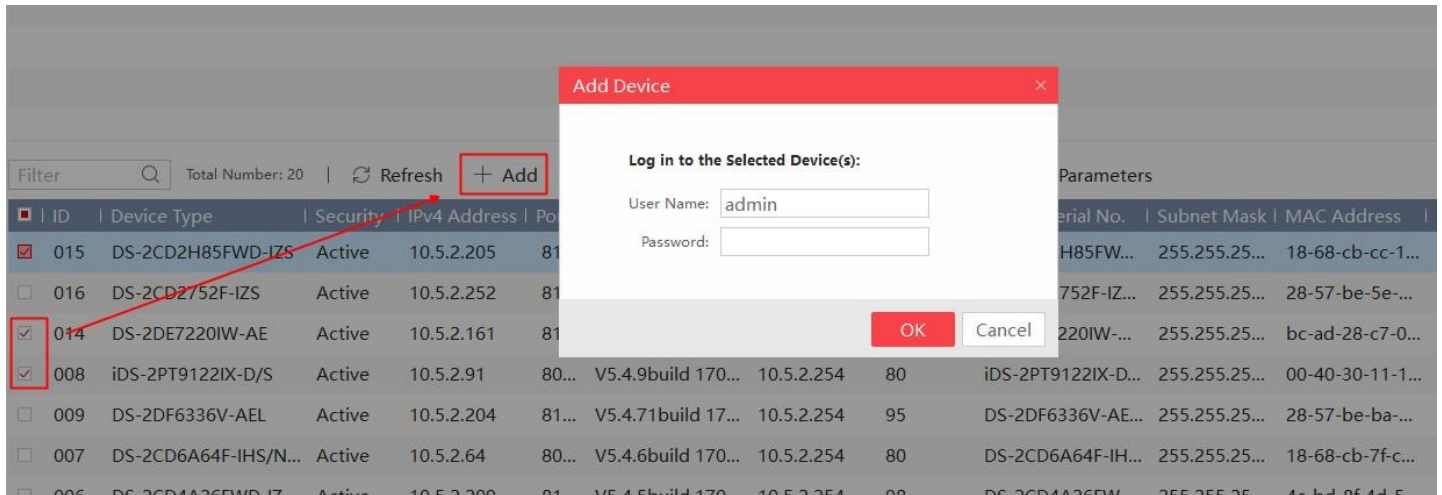 Add Device ×
Log in to the Selected Device(s):
User Name: admin
Password:
OK Cancel
Filter Total Number: 20 | Refresh + Add Parameters
ID | Device Type | Security | IPv4 Address | Po erial No. | Subnet Mask | MAC Address |
015 DS-2CD2H85FWD-IZS Active 10.5.2.205 81 H85FW... 255.255.25... 18-68-cb-cc-1...
016 DS-2CD2752F-IZS Active 10.5.2.252 81 752F-IZ... 255.255.25... 28-57-be-5e-...
014 DS-2DE7220IW-AE Active 10.5.2.161 81 220IW-... 255.255.25... bc-ad-28-c7-0...
008 iDS-2PT9122IX-D/S Active 10.5.2.91 80... V5.4.9build 170... 10.5.2.254 80 iDS-2PT9122IX-D... 255.255.25... 00-40-30-11-1...
009 DS-2DF6336V-AEL Active 10.5.2.204 81... V5.4.71build 17... 10.5.2.254 95 DS-2DF6336V-AE... 255.255.25... 28-57-be-ba-...
007 DS-2CD6A64F-IHS/N... Active 10.5.2.64 80... V5.4.6build 170... 10.5.2.254 80 DS-2CD6A64F-IH... 255.255.25... 18-68-cb-7f-c...